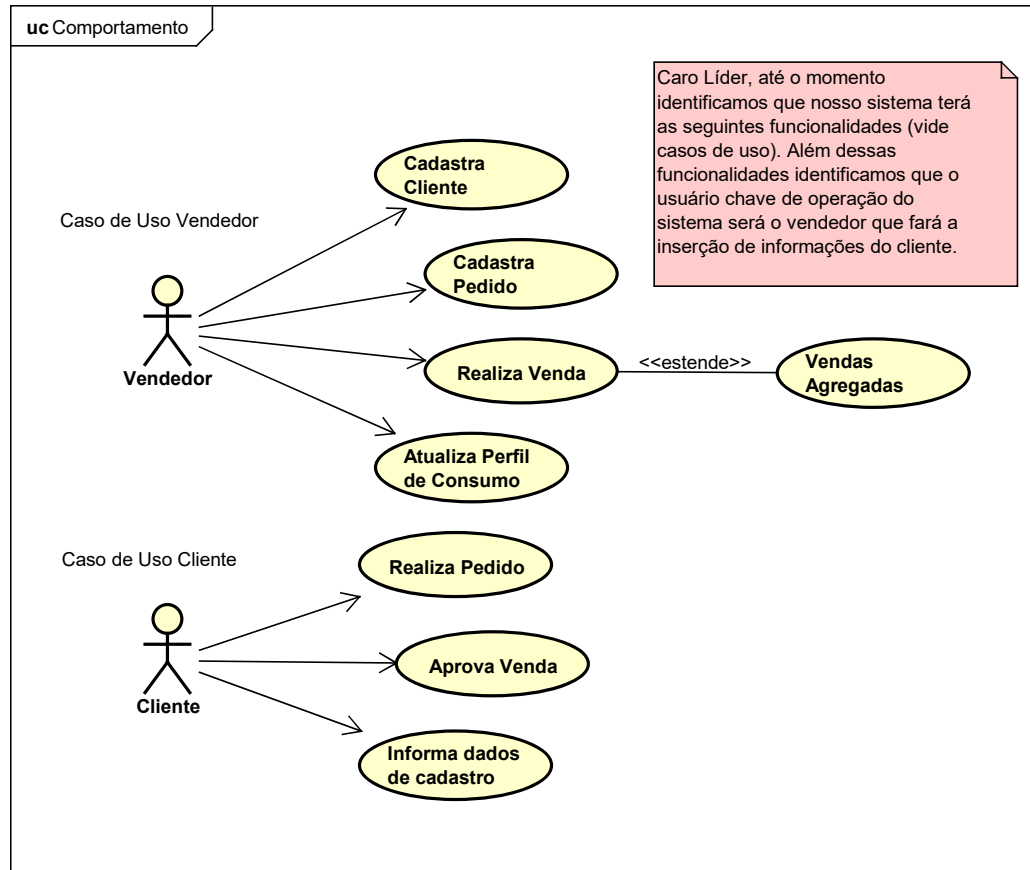 uc Comportamento
Caro Líder, até o momento
identificamos que nosso sistema terá
as seguintes funcionalidades (vide
casos de uso). Além dessas
funcionalidades identificamos que o
usuário chave de operação do
sistema será o vendedor que fará a
inserção de informações do cliente.
Caso de Uso Vendedor
Cadastra
Cliente
Cadastra
Pedido
Vendedor
Realiza Venda
<<estende>>
Vendas
Agregadas
Atualiza Perfil
de Consumo
Caso de Uso Cliente
Realiza Pedido
Aprova Venda
Cliente
Informa dados
de cadastro